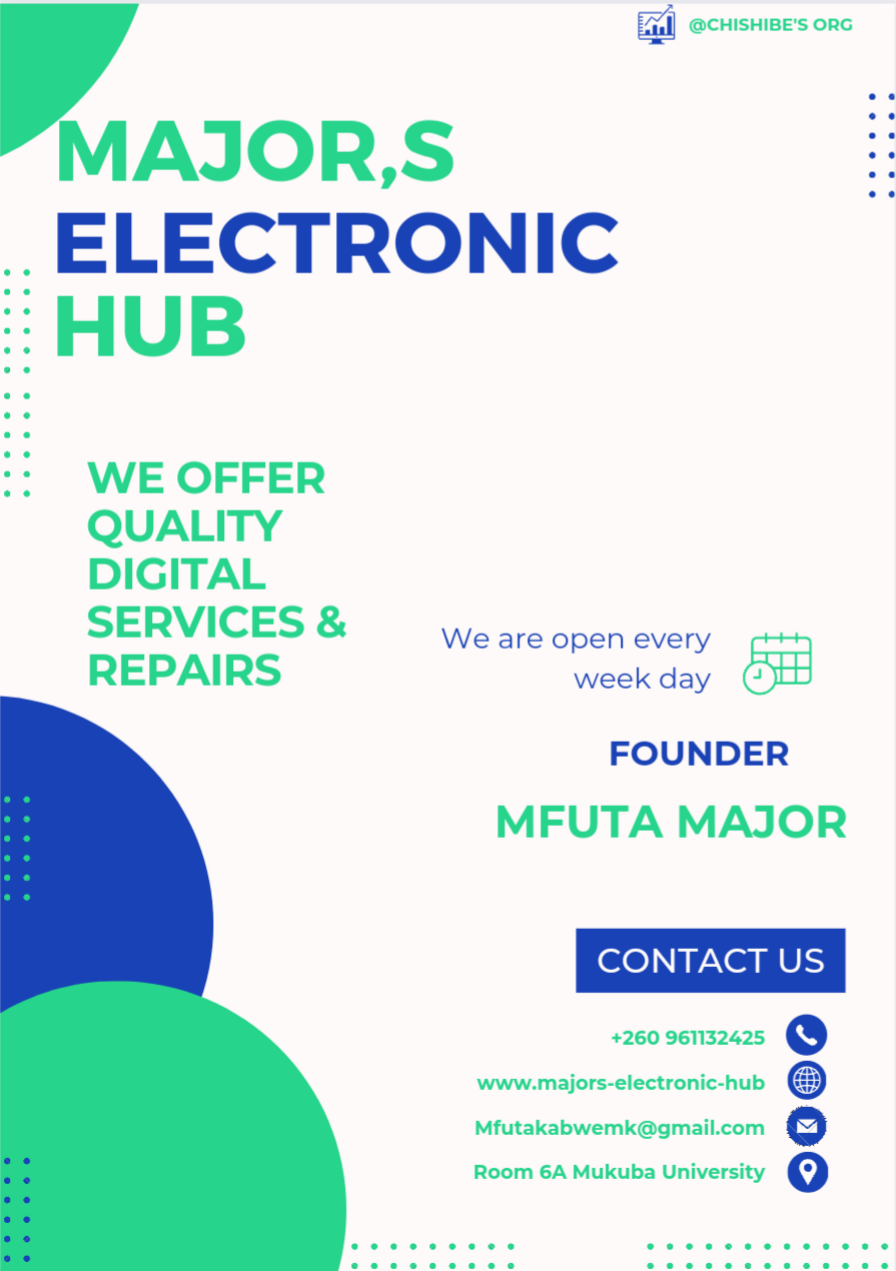 @CHISHIBE'S ORG
MAJOR,S
ELECTRONIC
HUB
WE OFFER
QUALITY
DIGITAL
SERVICES &
REPAIRS
We are open every
week day
FOUNDER
MFUTA MAJOR
CONTACT US
+260 961132425
www.majors-electronic-hub
Mfutakabwemk@gmail.com
Room 6A Mukuba University